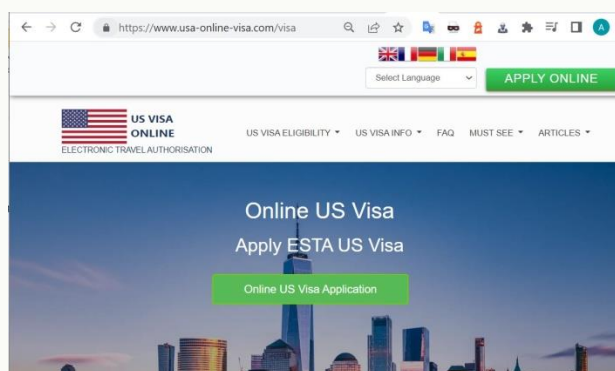 https://www.usa-online-visa.com/visa
A
Select Language
APPLY ONLINE
US VISA
ONLINE
ELECTRONIC TRAVEL AUTHORISATION
US VISA ELIGIBILITY
US VISA INFO
FAQ
MUST SEE
ARTICLES
Online US Visa
Apply ESTA US Visa
Online US Visa Application